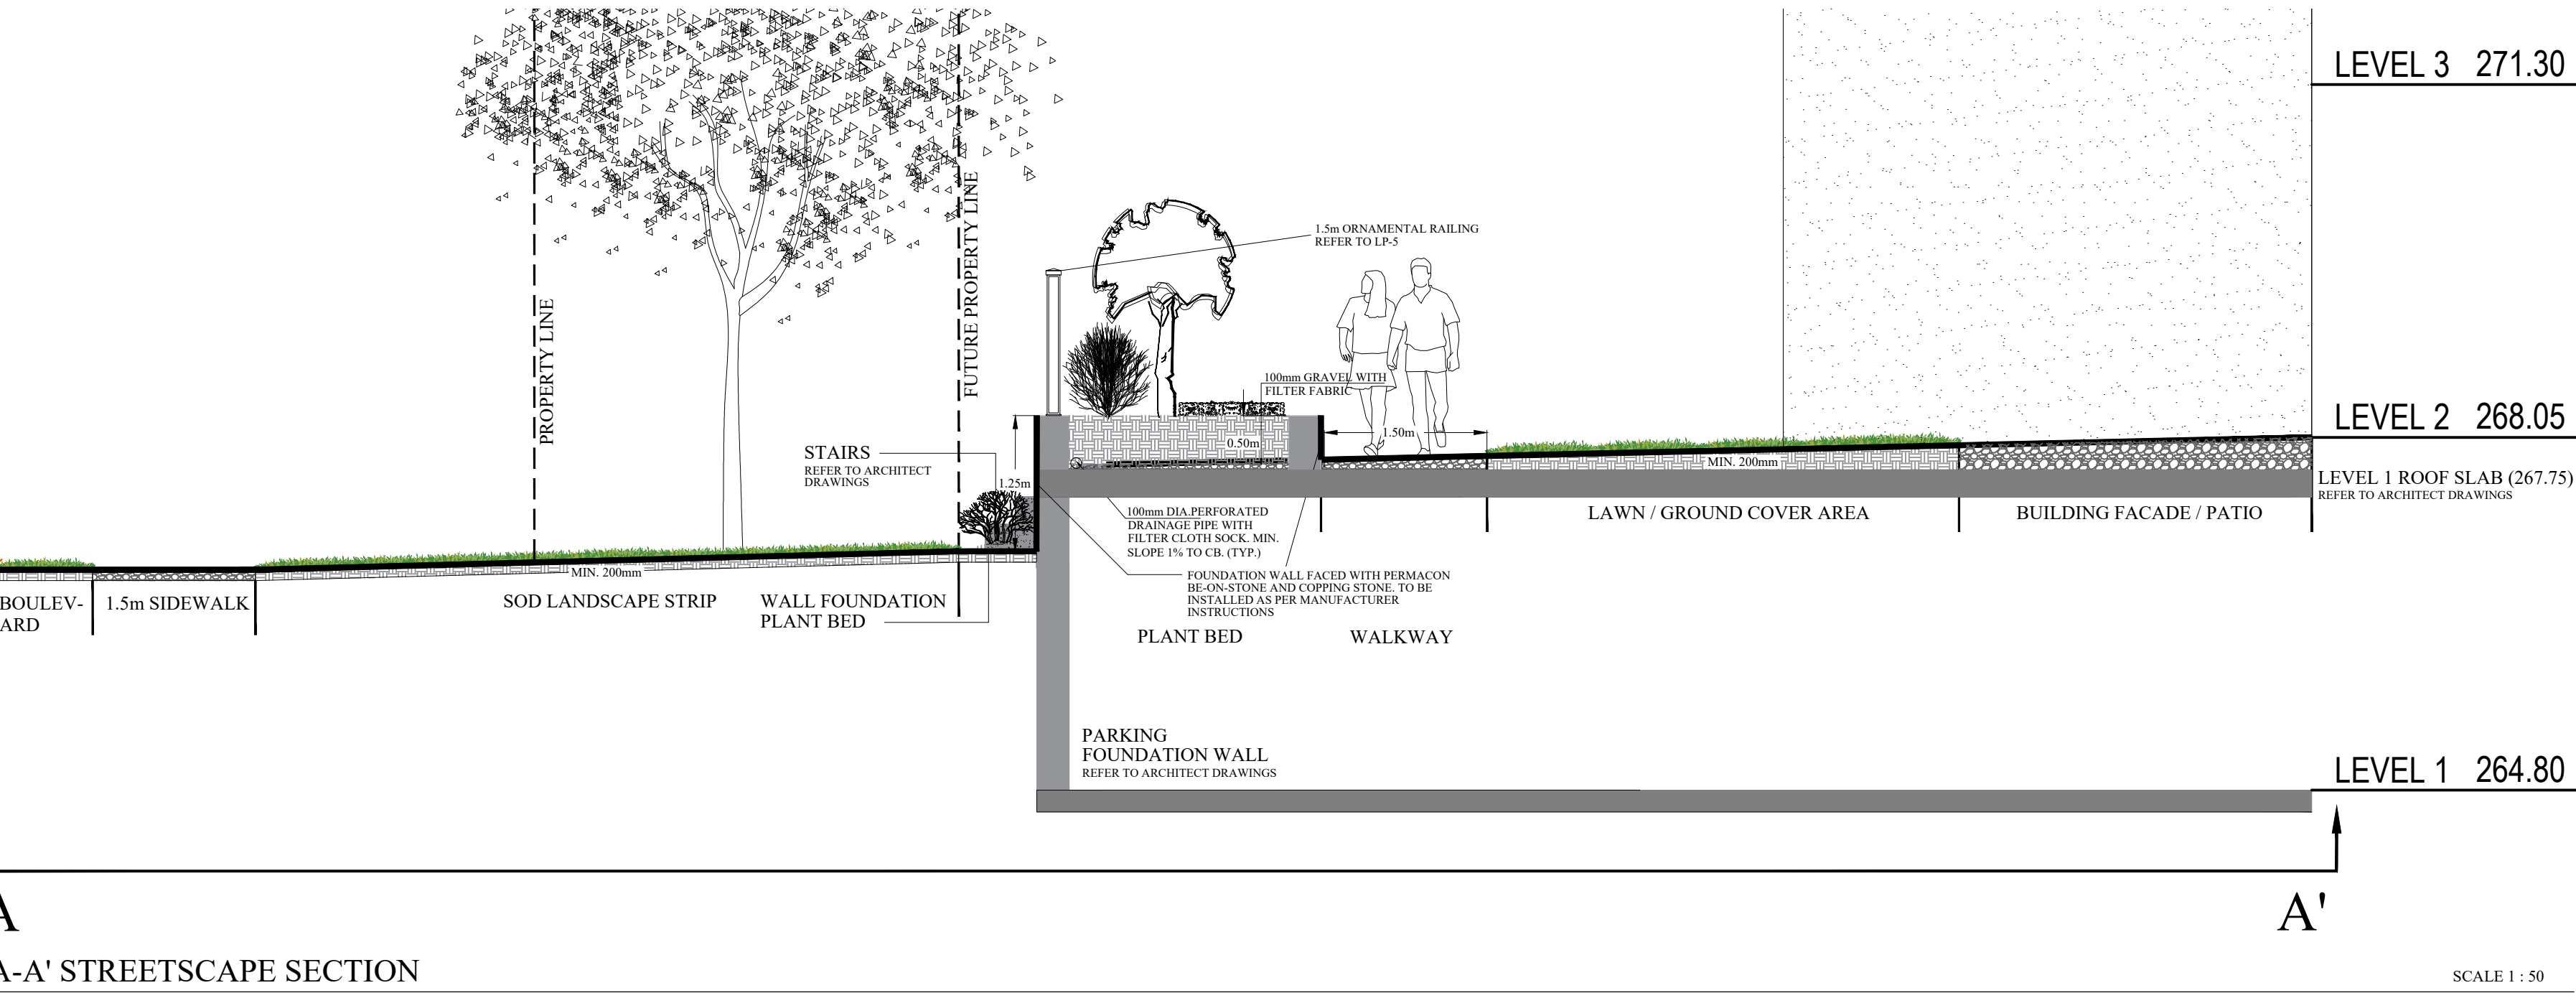 LEVEL 3 271.30
PROPERTY LINE
FUTURE PROPERTY LINE
1.5m ORNAMENTAL RAILING
REFER TO LP-5
100mm GRAVEL WITH
FILTER FABRIC
LEVEL 2 268.05
STAIRS
REFER TO ARCHITECT
DRAWINGS
1.25m
0.50m
1.50m
MIN. 200mm
LEVEL 1 ROOF SLAB (267.75)
REFER TO ARCHITECT DRAWINGS
100mm DIA.PERFORATED
DRAINAGE PIPE WITH
FILTER CLOTH SOCK. MIN.
SLOPE 1% TO CB. (TYP.)
LAWN / GROUND COVER AREA
BUILDING FACADE / PATIO
MIN. 200mm
FOUNDATION WALL FACED WITH PERMACON
BE-ON-STONE AND COPPING STONE. TO BE
INSTALLED AS PER MANUFACTURER
INSTRUCTIONS
BOULEV-
ARD
1.5m SIDEWALK
SOD LANDSCAPE STRIP
WALL FOUNDATION
PLANT BED
PLANT BED
WALKWAY
PARKING
FOUNDATION WALL
REFER TO ARCHITECT DRAWINGS
LEVEL 1 264.80
A
A'
A-A' STREETSCAPE SECTION
SCALE 1 : 50